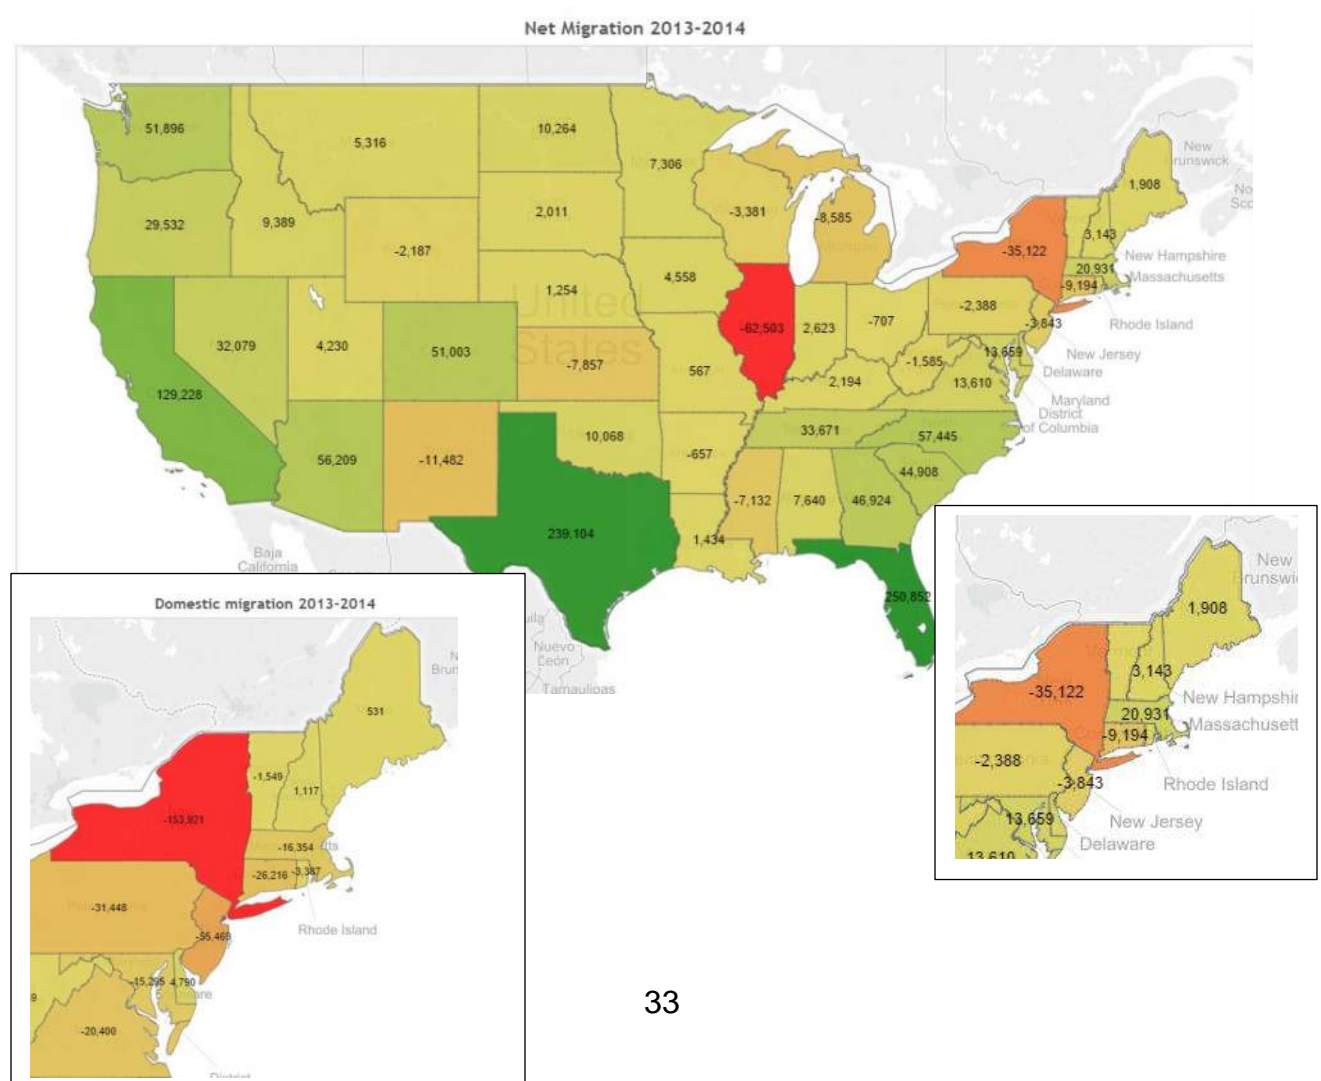 Net Migration 2013-2014
51,896
5,316
10,264
7,306
1,908
New
Brunswick
29,532
9,389
2,011
-3,381
-8,585
-35,122
3,143
New Hampshire
-2,187
4,558
20,931
Massachusetts
1,254
-9,194
United
States
-2,388
-3,843
Rhode Island
32,079
4,230
51,003
-7,857
-62,503
2,623
-707
New Jersey
-1,585
13,659
Delaware
129,228
567
2,194
13,610
Maryland
District
of Columbia
10,068
33,671
57,445
56,209
-11,482
-657
44,908
-7,132
7,640
46,924
239,104
1,434
250,852
Baja
California
Nuevo
León
Tamaulipas
Domestic migration 2013-2014
531
-1,549
1,117
-153,921
-16,354
-26,216
-3,387
-31,448
-55,469
Rhode Island
-15,295
4,790
-20,400
District
New
Brunswi
1,908
Vermont
3,143
-35,122
New Hampshir
20,931
Massachusett
-9,194
-2,388
-3,843
Rhode Island
13,659
New Jersey
Delaware
13,610
33